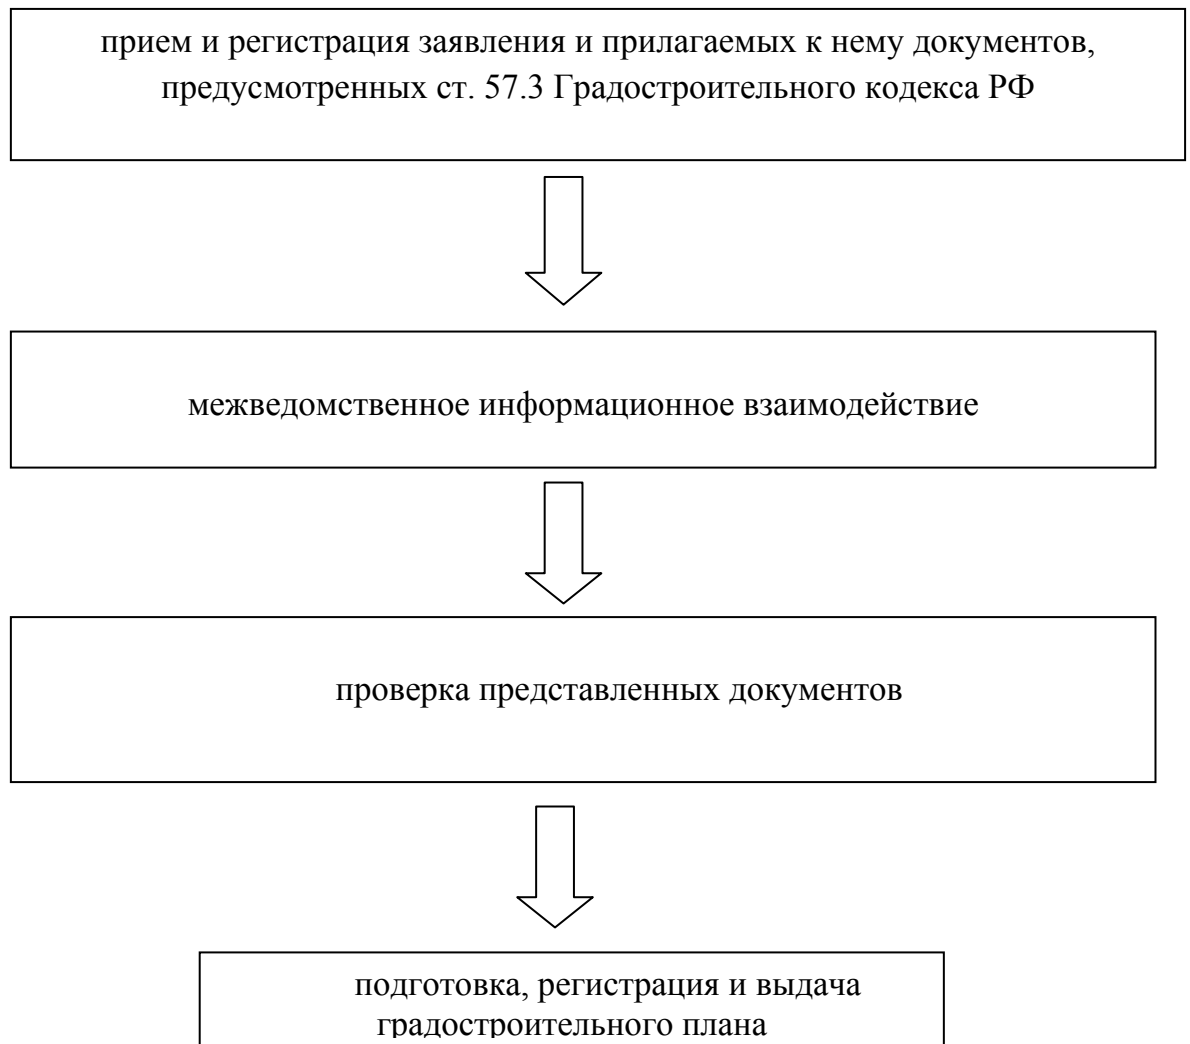 прием и регистрация заявления и прилагаемых к нему документов,
предусмотренных ст. 57.3 Градостроительного кодекса РФ
межведомственное информационное взаимодействие
проверка представленных документов
подготовка, регистрация и выдача
градостроительного плана